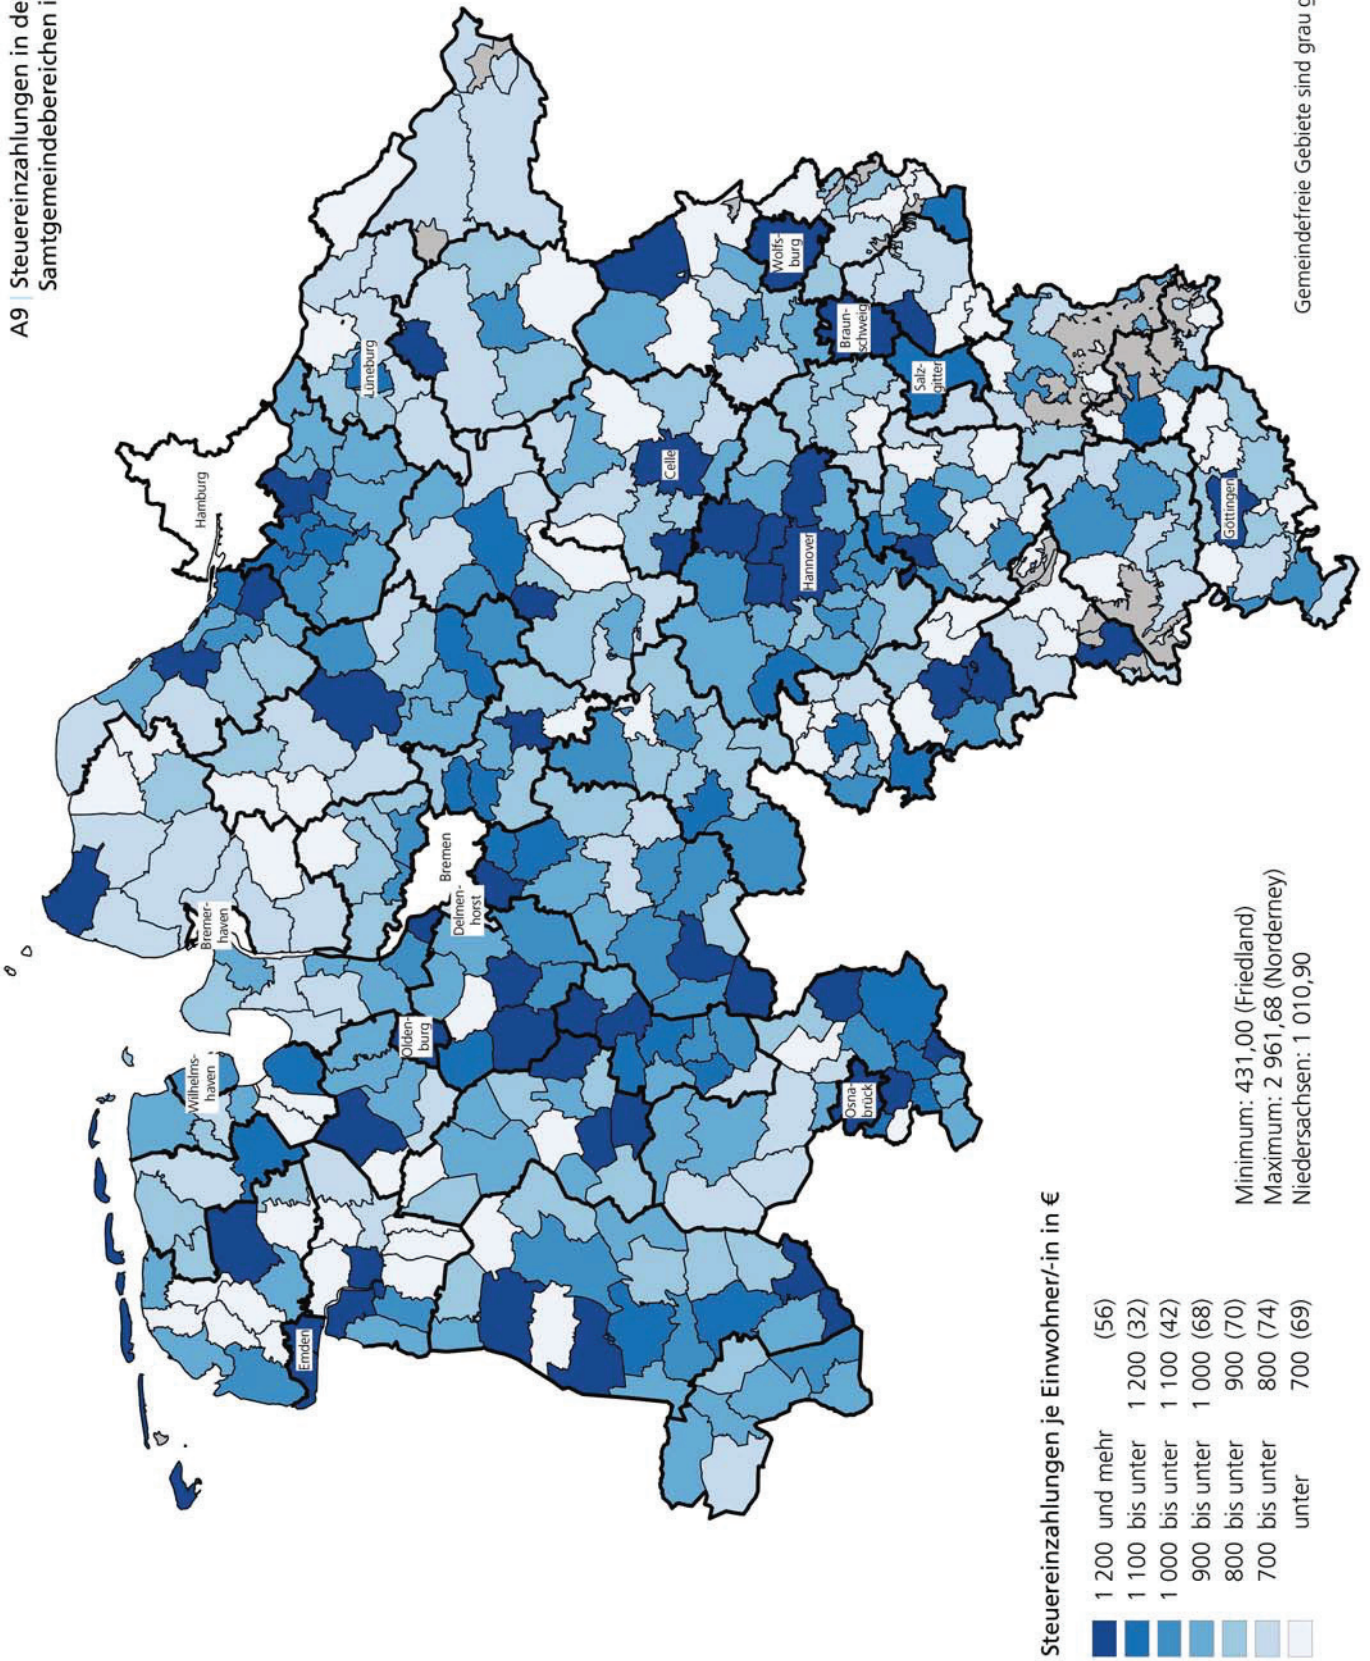 A9 | Steuereinzahlungen in de
Samtgemeindebereichen i
Hamburg
Lüneburg
Bremer-
haven
Wilhelms-
haven
Emden
Olden-
burg
Bremen
Delmen-
horst
Celle
Wolfs-
burg
Braun-
schweig
Hannover
Salz-
gitter
Osna-
brück
Göttingen
Steuereinzahlungen je Einwohner/-in in €
1 200 und mehr (56)
1 100 bis unter 1 200 (32)
1 000 bis unter 1 100 (42)
900 bis unter 1 000 (68)
800 bis unter 900 (70)
700 bis unter 800 (74)
unter 700 (69)
Minimum: 431,00 (Friedland)
Maximum: 2 961,68 (Norderney)
Niedersachsen: 1 010,90
Gemeindefreie Gebiete sind grau g